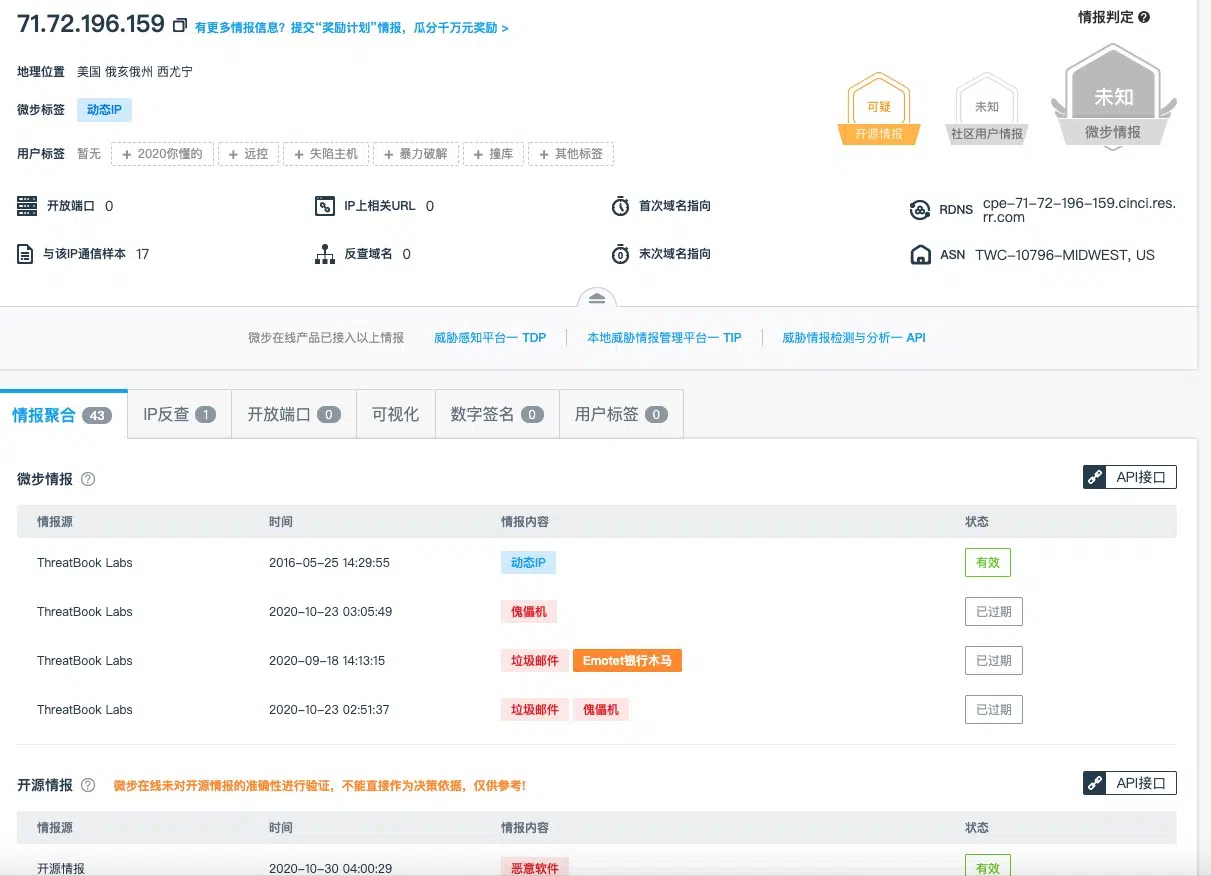 71.72.196.159 有更多情报信息？提交“奖励计划”情报，瓜分千万元奖励 >
情报判定
地理位置 美国 俄亥俄州 西尤宁
微步标签 动态IP
可疑
开源情报
未知
社区用户情报
未知
微步情报
用户标签 暂无 + 2020你懂的 + 远控 + 失陷主机 + 暴力破解 + 撞库 + 其他标签
开放端口 0 IP上相关URL 0 首次域名指向 RDNS cpe-71-72-196-159.cinci.res.
rr.com
与该IP通信样本 17 反查域名 0 末次域名指向 ASN TWC-10796-MIDWEST, US
微步在线产品已接入以上情报 威胁感知平台一 TDP 本地威胁情报管理平台一 TIP 威胁情报检测与分析一 API
情报聚合 43 IP反查 1 开放端口 0 可视化 数字签名 0 用户标签 0
微步情报 API接口
情报源 时间 情报内容 状态
ThreatBook Labs 2016-05-25 14:29:55 动态IP 有效
ThreatBook Labs 2020-10-23 03:05:49 傀儡机 已过期
ThreatBook Labs 2020-09-18 14:13:15 垃圾邮件 Emotet银行木马 已过期
ThreatBook Labs 2020-10-23 02:51:37 垃圾邮件 傀儡机 已过期
开源情报 微步在线未对开源情报的准确性进行验证，不能直接作为决策依据，仅供参考! API接口
情报源 时间 情报内容 状态
开源情报 2020-10-30 04:00:29 恶意软件 有效